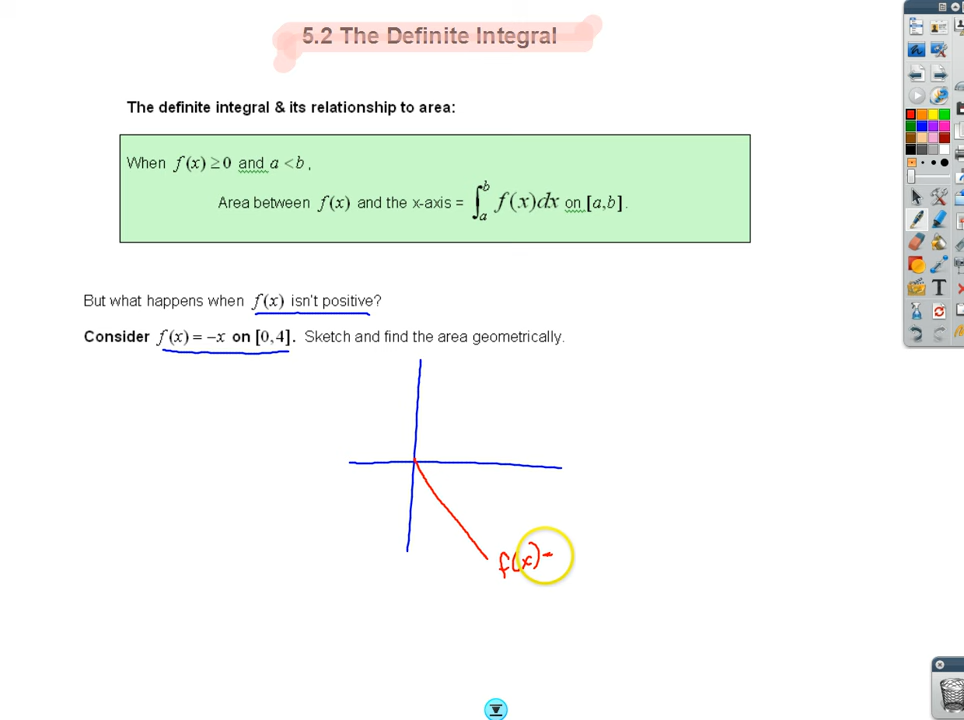 5.2 The Definite Integral
The definite integral & its relationship to area:
When f(x) ≥ 0 and a < b,
Area between f(x) and the x-axis = ∫_a^b f(x)dx on [a,b].
But what happens when f(x) isn't positive?
Consider f(x) = −x on [0,4]. Sketch and find the area geometrically.
f(x) -
T